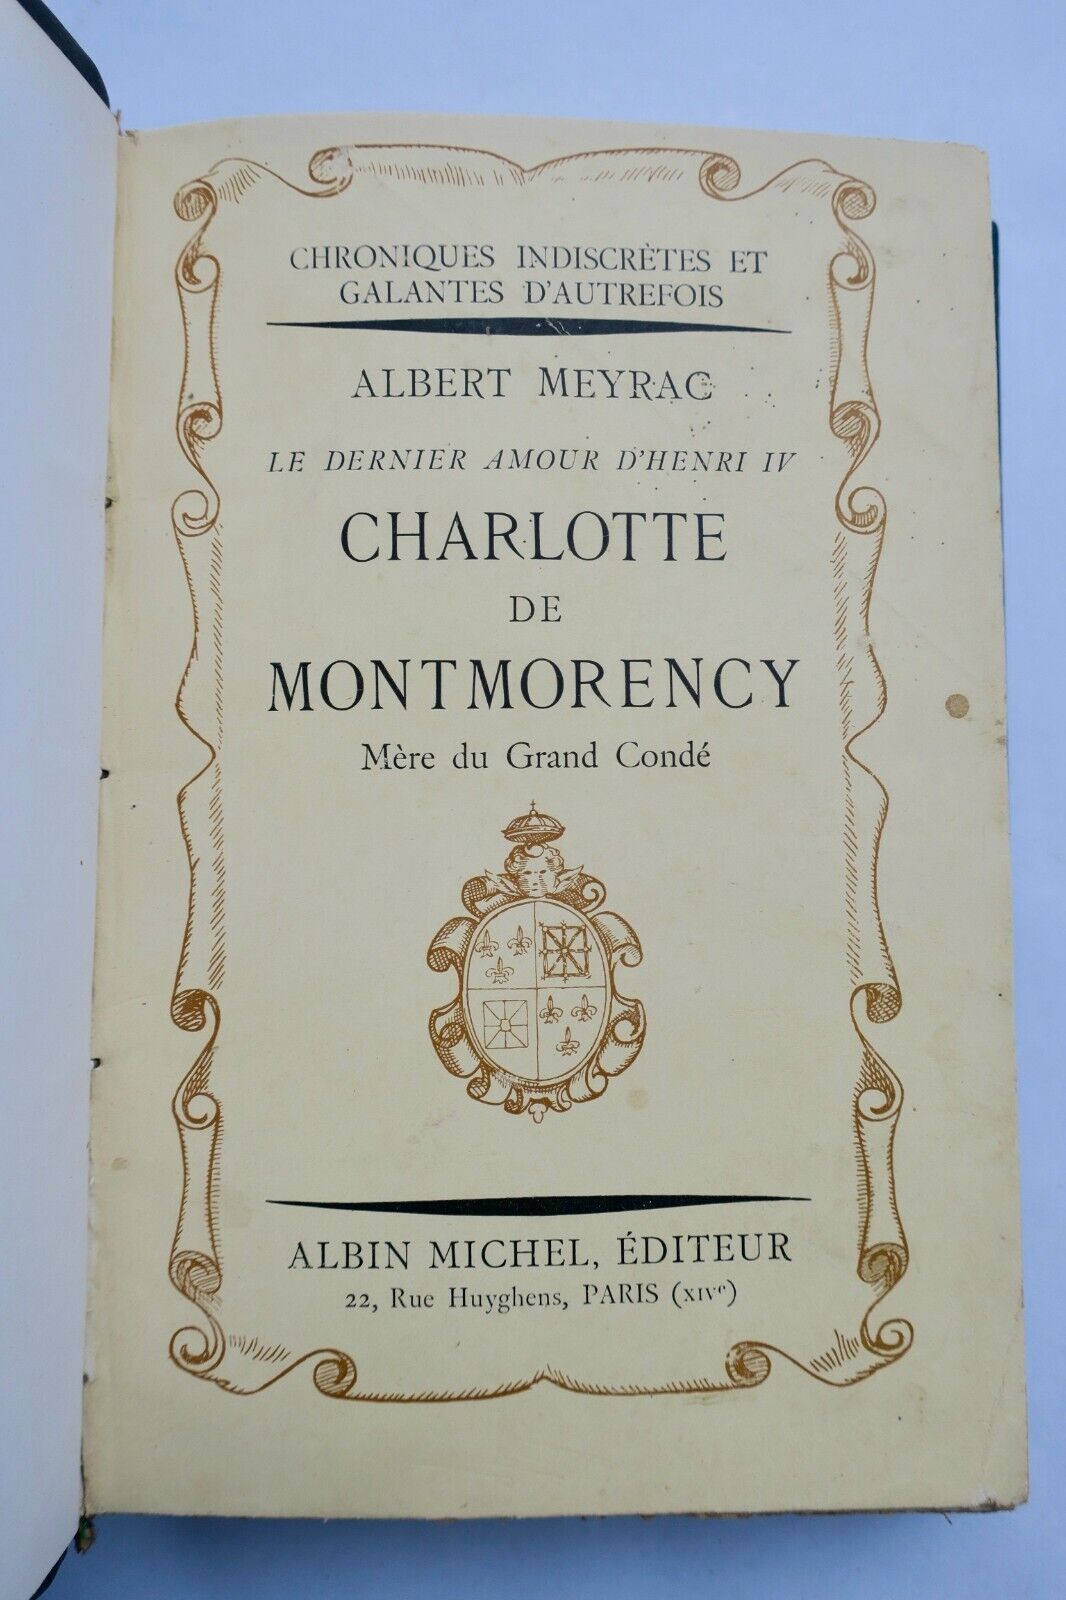 CHRONIQUES INDISCRÈTES ET
GALANTES D'AUTREFOIS
ALBERT MEYRAC
LE DERNIER AMOUR D'HENRI IV
CHARLOTTE
DE
MONTMORENCY
Mère du Grand Condé
ALBIN MICHEL, ÉDITEUR
22, Rue Huyghens, PARIS (XIVe)